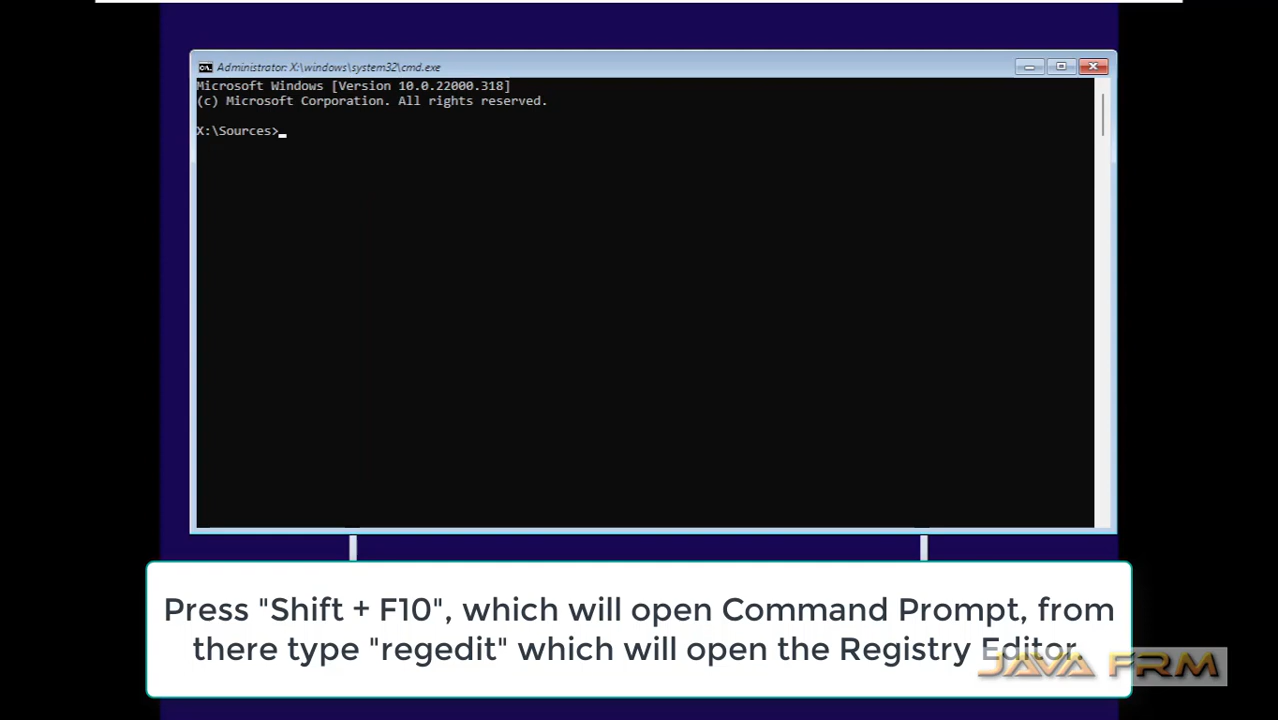 Administrator: X:\windows\system32\cmd.exe
Microsoft Windows [Version 10.0.22000.318]
(c) Microsoft Corporation. All rights reserved.
X:\Sources>_
Press "Shift + F10", which will open Command Prompt, from
there type "regedit" which will open the Registry Editor.
JAVA FRM